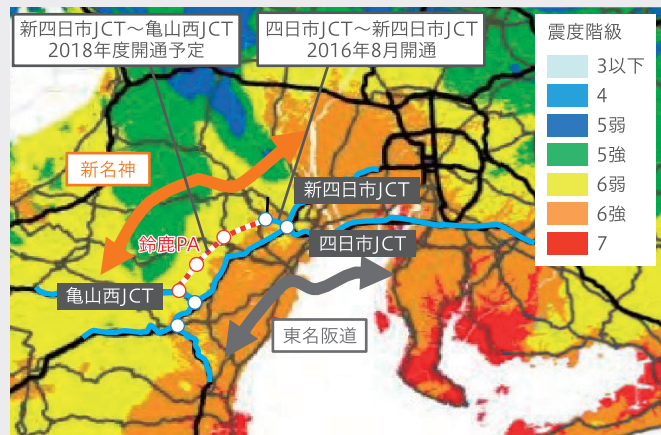 新四日市JCT～亀山西JCT
2018年度開通予定
四日市JCT～新四日市JCT
2016年8月開通
震度階級
3以下
4
5弱
5強
6弱
6強
7
新名神
新四日市JCT
鈴鹿PA
四日市JCT
亀山西JCT
東名阪道